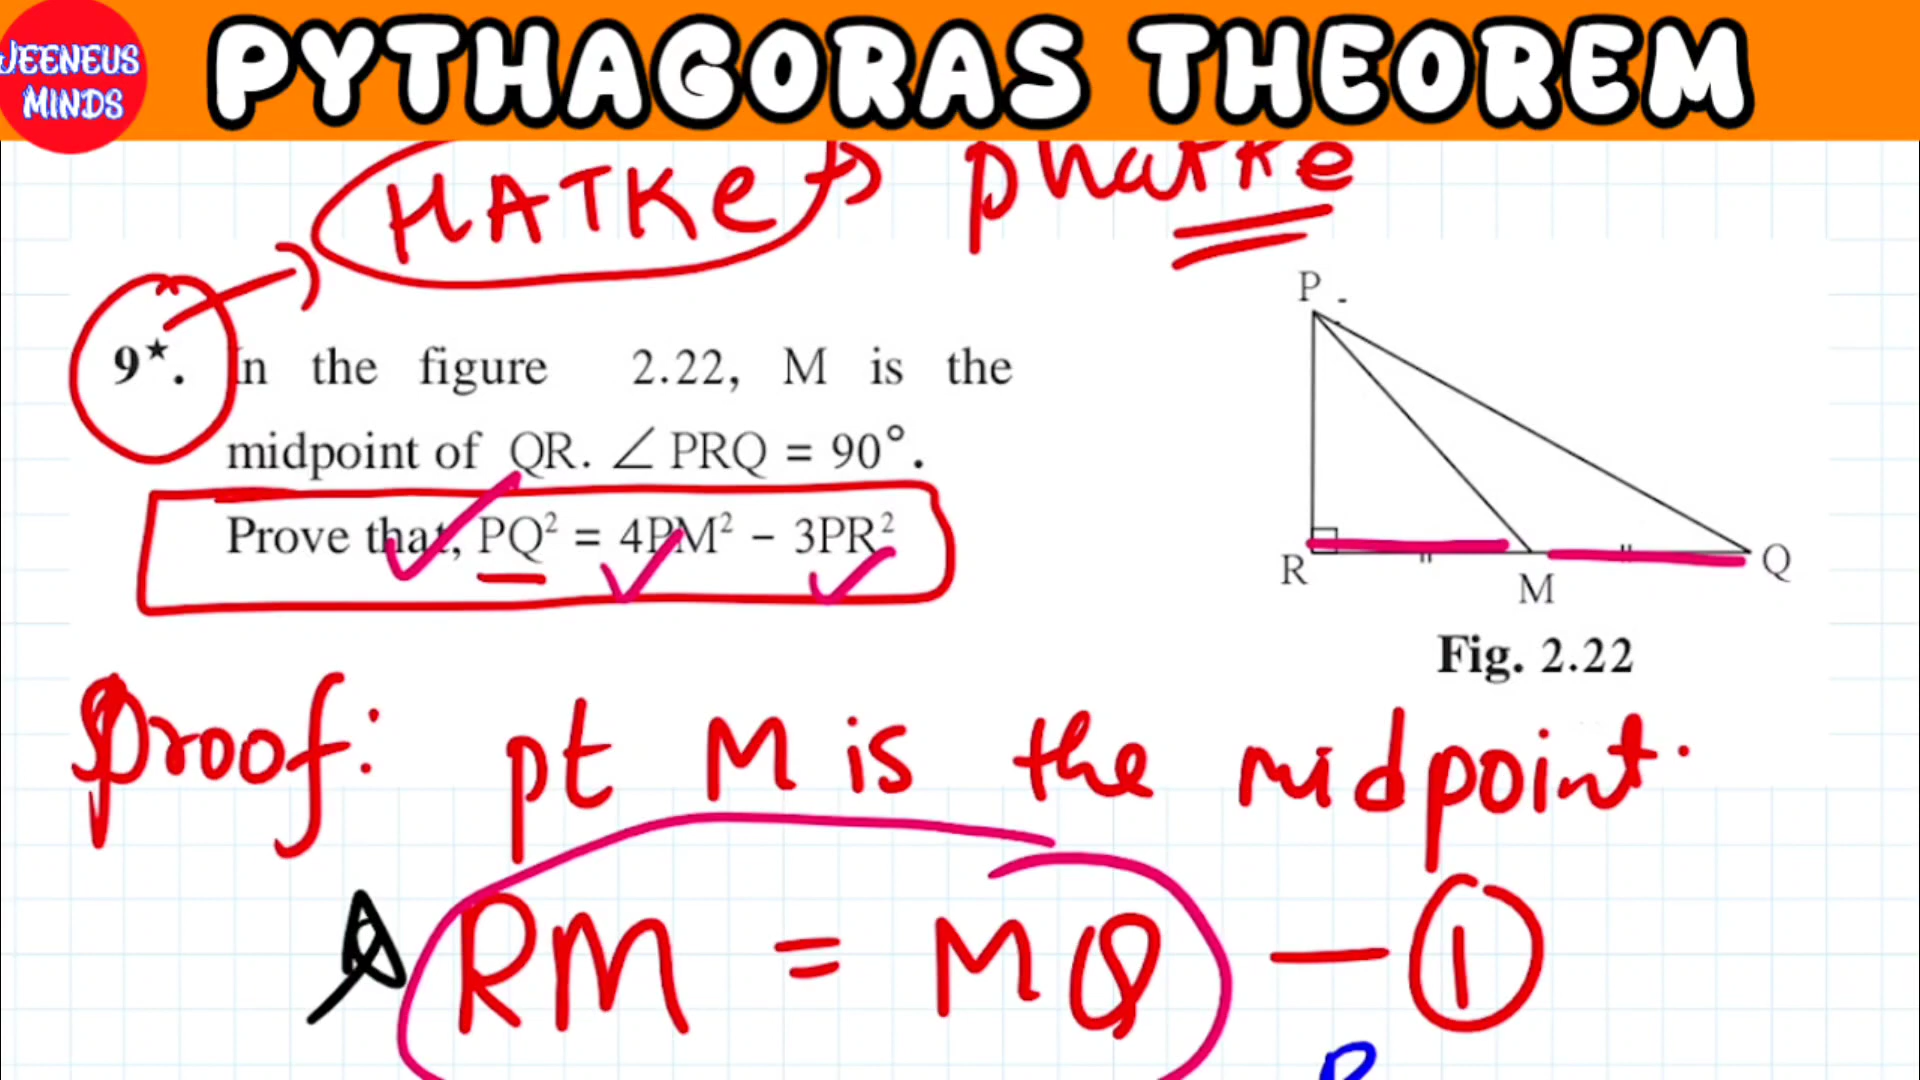 JEENEUS
MINDS
PYTHAGORAS THEOREM
HATKe → phatke
9★. In the figure 2.22, M is the
midpoint of QR. ∠PRQ = 90°.
Prove that, PQ² = 4PM² – 3PR²
P
R
M
Q
Fig. 2.22
Proof: pt M is the midpoint.
RM = MQ — ①